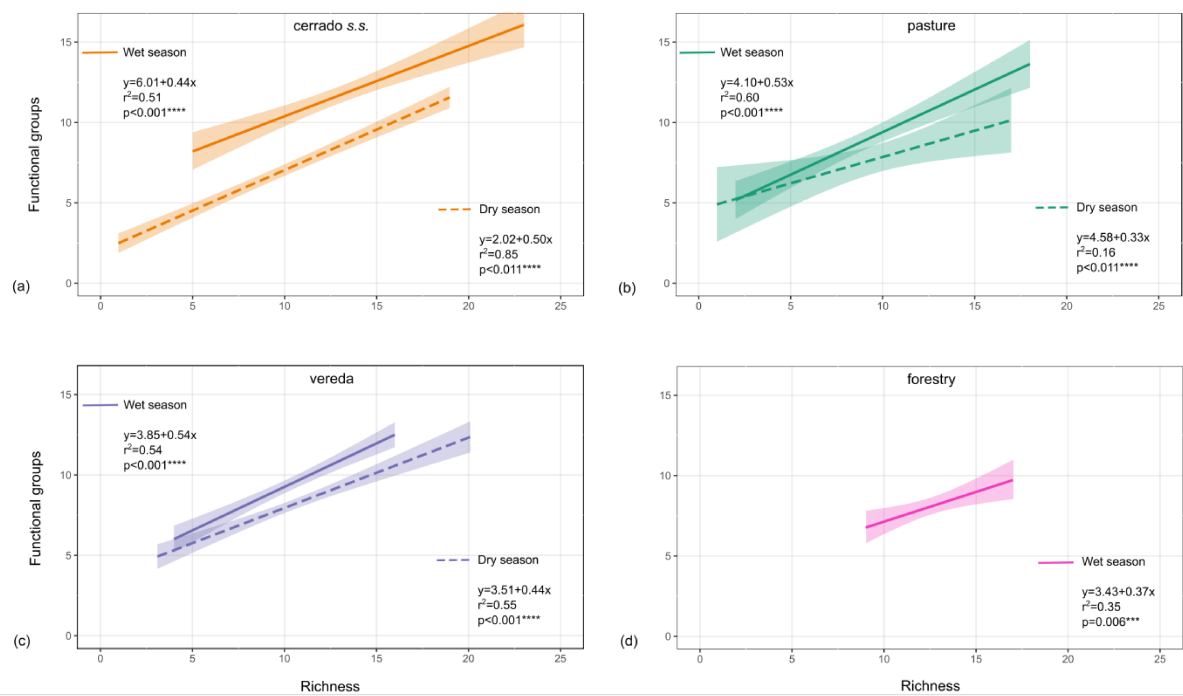 cerrado s.s.
Wet season
y=6.01+0.44x
r²=0.51
p<0.001****
Dry season
y=2.02+0.50x
r²=0.85
p<0.011****
Functional groups
15
10
5
0
0 5 10 15 20 25
(a)
pasture
Wet season
y=4.10+0.53x
r²=0.60
p<0.001****
Dry season
y=4.58+0.33x
r²=0.16
p<0.011****
15
10
5
0
0 5 10 15 20 25
(b)
vereda
Wet season
y=3.85+0.54x
r²=0.54
p<0.001****
Dry season
y=3.51+0.44x
r²=0.55
p<0.001****
Functional groups
15
10
5
0
0 5 10 15 20 25
(c)
Richness
forestry
Wet season
y=3.43+0.37x
r²=0.35
p=0.006***
15
10
5
0
0 5 10 15 20 25
(d)
Richness